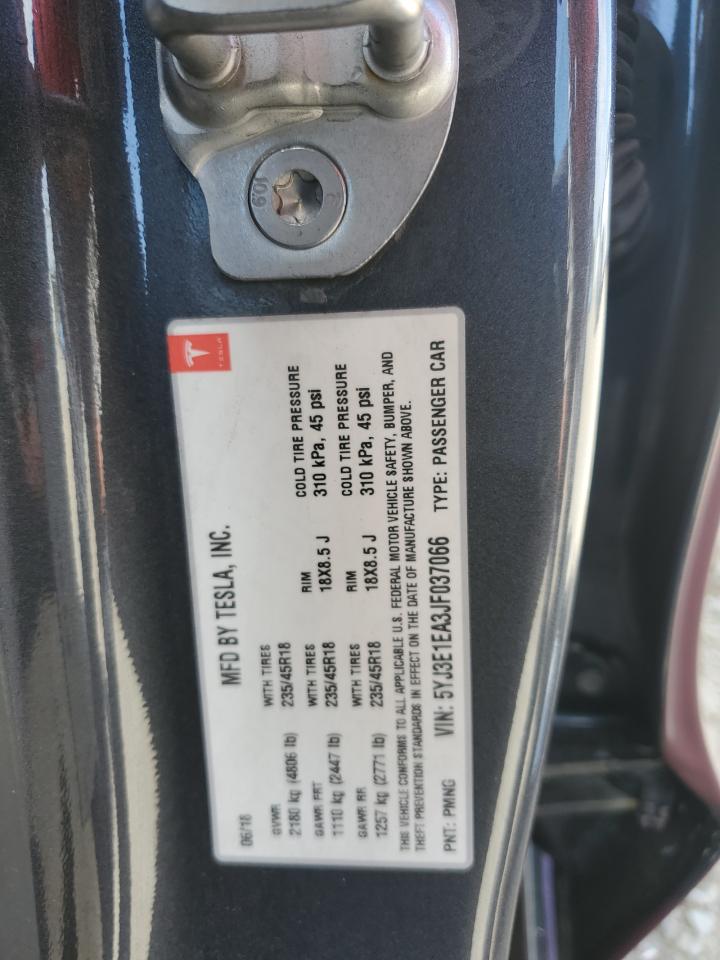 10.9
TESLA
MFD BY TESLA, INC.
06/18
GVWR WITH TIRES RIM COLD TIRE PRESSURE
2180 kg (4806 lb) 235/45R18 18X8.5 J 310 kPa, 45 psi
GAWR FRT WITH TIRES RIM COLD TIRE PRESSURE
1110 kg (2447 lb) 235/45R18 18X8.5 J 310 kPa, 45 psi
GAWR RR WITH TIRES
1257 kg (2771 lb) 235/45R18
THIS VEHICLE CONFORMS TO ALL APPLICABLE U.S. FEDERAL MOTOR VEHICLE SAFETY, BUMPER, AND
THEFT PREVENTION STANDARDS IN EFFECT ON THE DATE OF MANUFACTURE SHOWN ABOVE.
PNT: PMNG VIN: 5YJ3E1EA3JF037066 TYPE: PASSENGER CAR